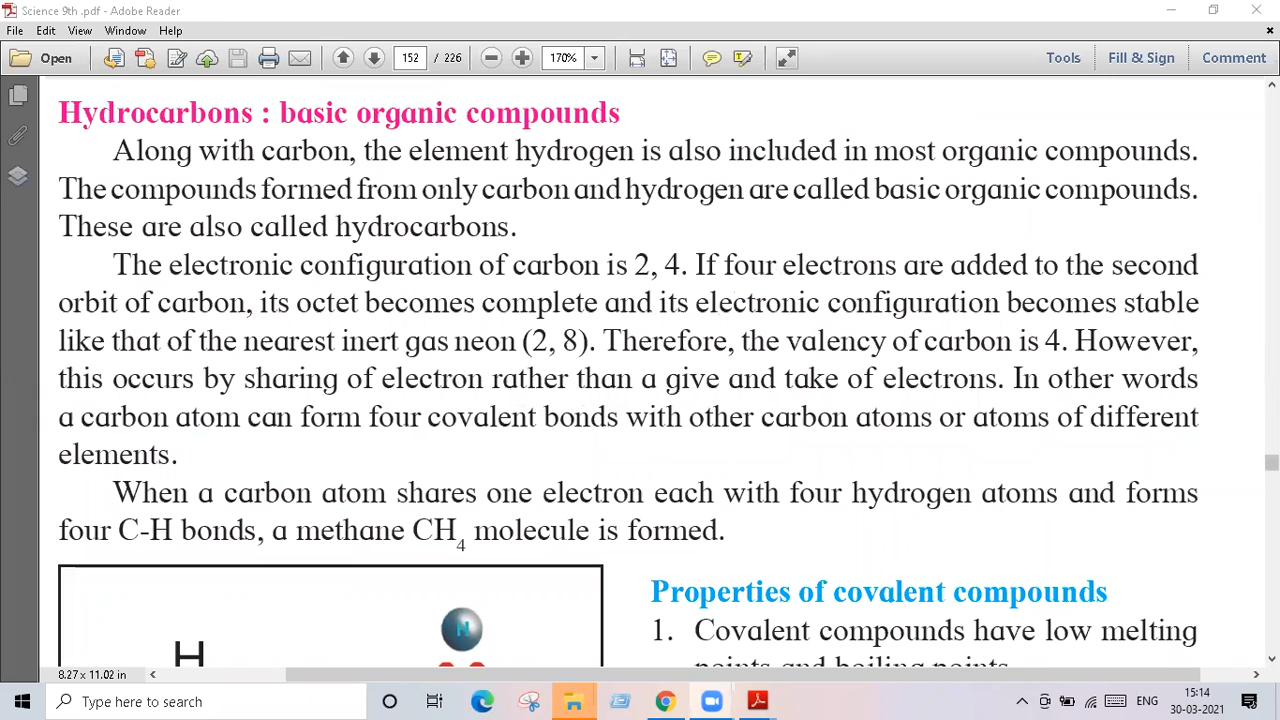 Science 9th .pdf - Adobe Reader
File Edit View Window Help
Open 152 / 226 170% Tools Fill & Sign Comment
Hydrocarbons : basic organic compounds
Along with carbon, the element hydrogen is also included in most organic compounds.
The compounds formed from only carbon and hydrogen are called basic organic compounds.
These are also called hydrocarbons.
The electronic configuration of carbon is 2, 4. If four electrons are added to the second
orbit of carbon, its octet becomes complete and its electronic configuration becomes stable
like that of the nearest inert gas neon (2, 8). Therefore, the valency of carbon is 4. However,
this occurs by sharing of electron rather than a give and take of electrons. In other words
a carbon atom can form four covalent bonds with other carbon atoms or atoms of different
elements.
When a carbon atom shares one electron each with four hydrogen atoms and forms
four C-H bonds, a methane CH₄ molecule is formed.
Properties of covalent compounds
1. Covalent compounds have low melting
points and boiling points
H
H
8.27 x 11.02 in
Type here to search
ENG
15:14
30-03-2021